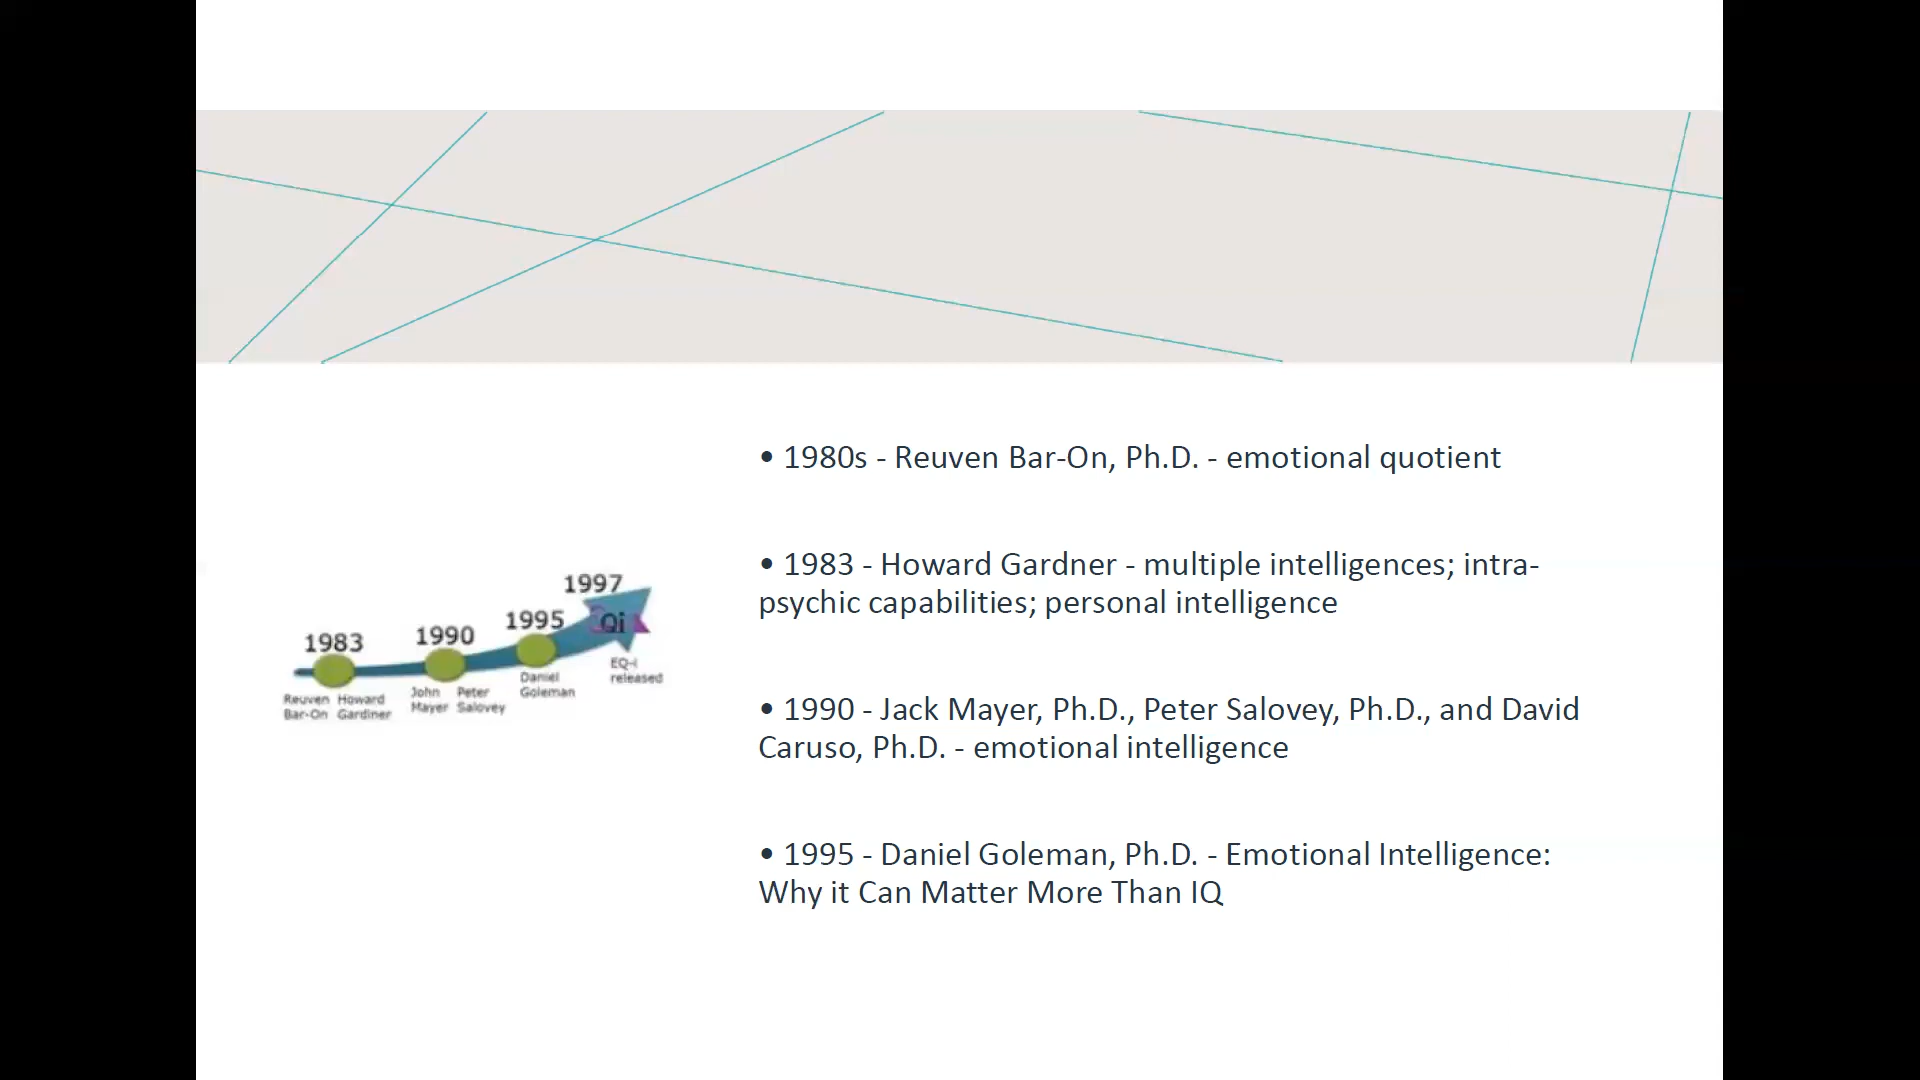 • 1980s - Reuven Bar-On, Ph.D. - emotional quotient
• 1983 - Howard Gardner - multiple intelligences; intra-
psychic capabilities; personal intelligence
• 1990 - Jack Mayer, Ph.D., Peter Salovey, Ph.D., and David
Caruso, Ph.D. - emotional intelligence
• 1995 - Daniel Goleman, Ph.D. - Emotional Intelligence:
Why it Can Matter More Than IQ
1983
Reuven Howard
Bar-On Gardiner
1990
John Peter
Mayer Salovey
1995
Daniel
Goleman
1997
Qi
EQ-i
released